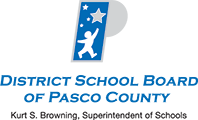 DISTRICT SCHOOL BOARD
OF PASCO COUNTY
Kurt S. Browning, Superintendent of Schools